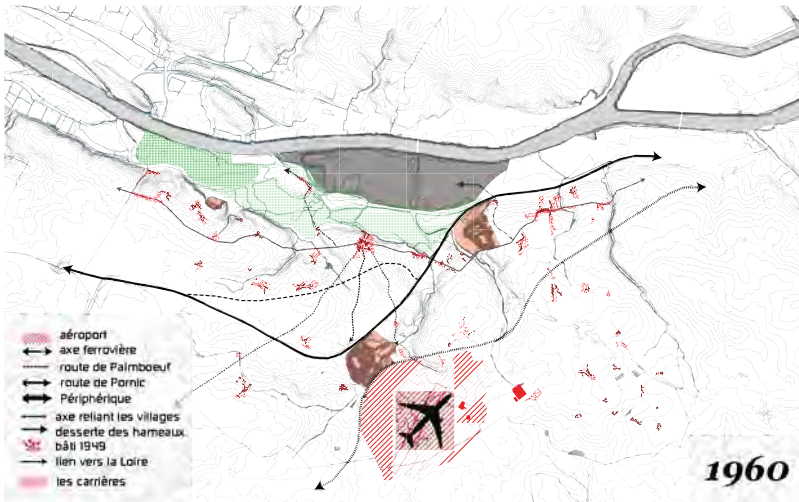 aéroport
axe ferrovière
route de Paimboeuf
route de Pornic
Périphérique
axe reliant les villages
desserte des hameaux
bâti 1949
lien vers la Loire
les carrières
1960